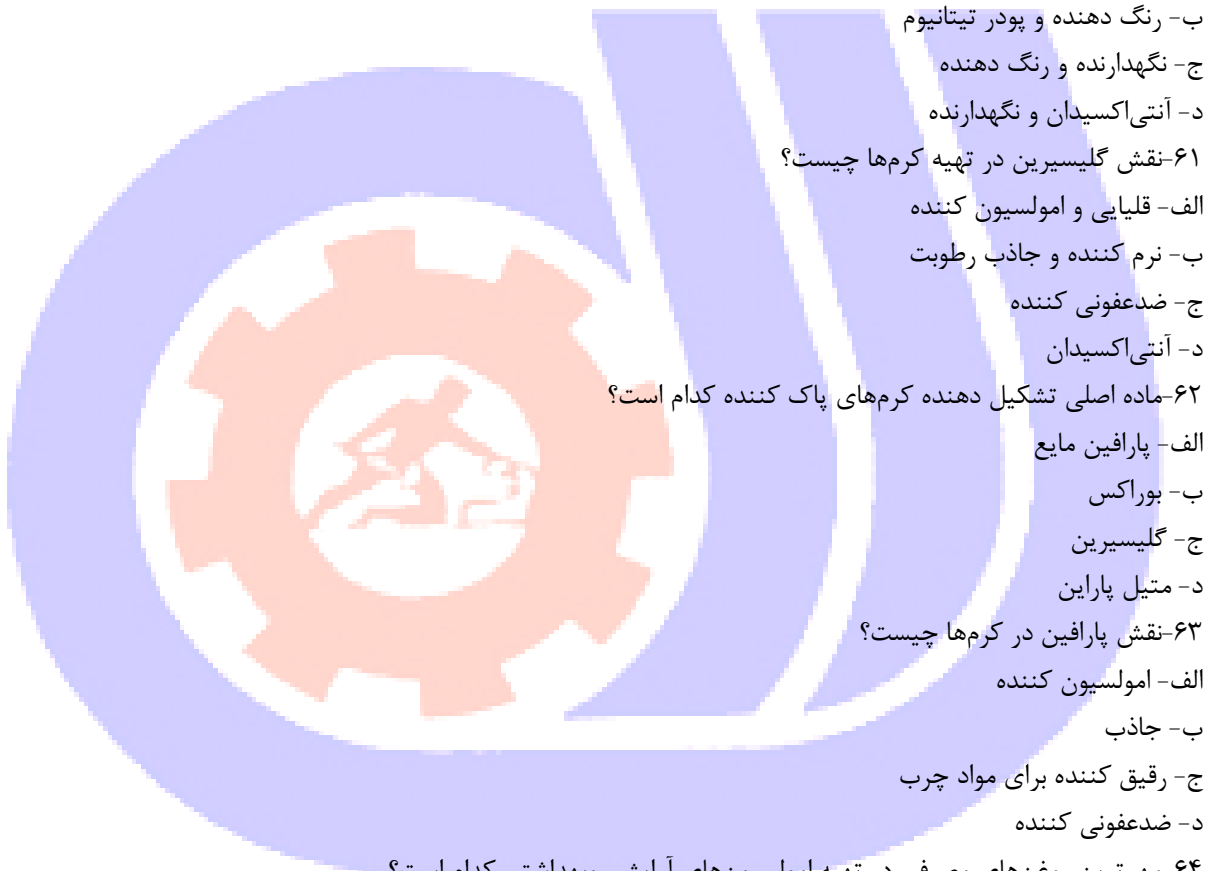 ب- رنگ دهنده و پودر تیتانیوم
ج- نگهدارنده و رنگ دهنده
د- آنتی‌اکسیدان و نگهدارنده
۶۱-نقش گلیسیرین در تهیه کرم‌ها چیست؟
الف- قلیایی و امولسیون کننده
ب- نرم کننده و جاذب رطوبت
ج- ضدعفونی کننده
د- آنتی‌اکسیدان
۶۲-ماده اصلی تشکیل دهنده کرم‌های پاک کننده کدام است؟
الف- پارافین مایع
ب- بوراکس
ج- گلیسیرین
د- متیل پاراین
۶۳-نقش پارافین در کرم‌ها چیست؟
الف- امولسیون کننده
ب- جاذب
ج- رقیق کننده برای مواد چرب
د- ضدعفونی کننده